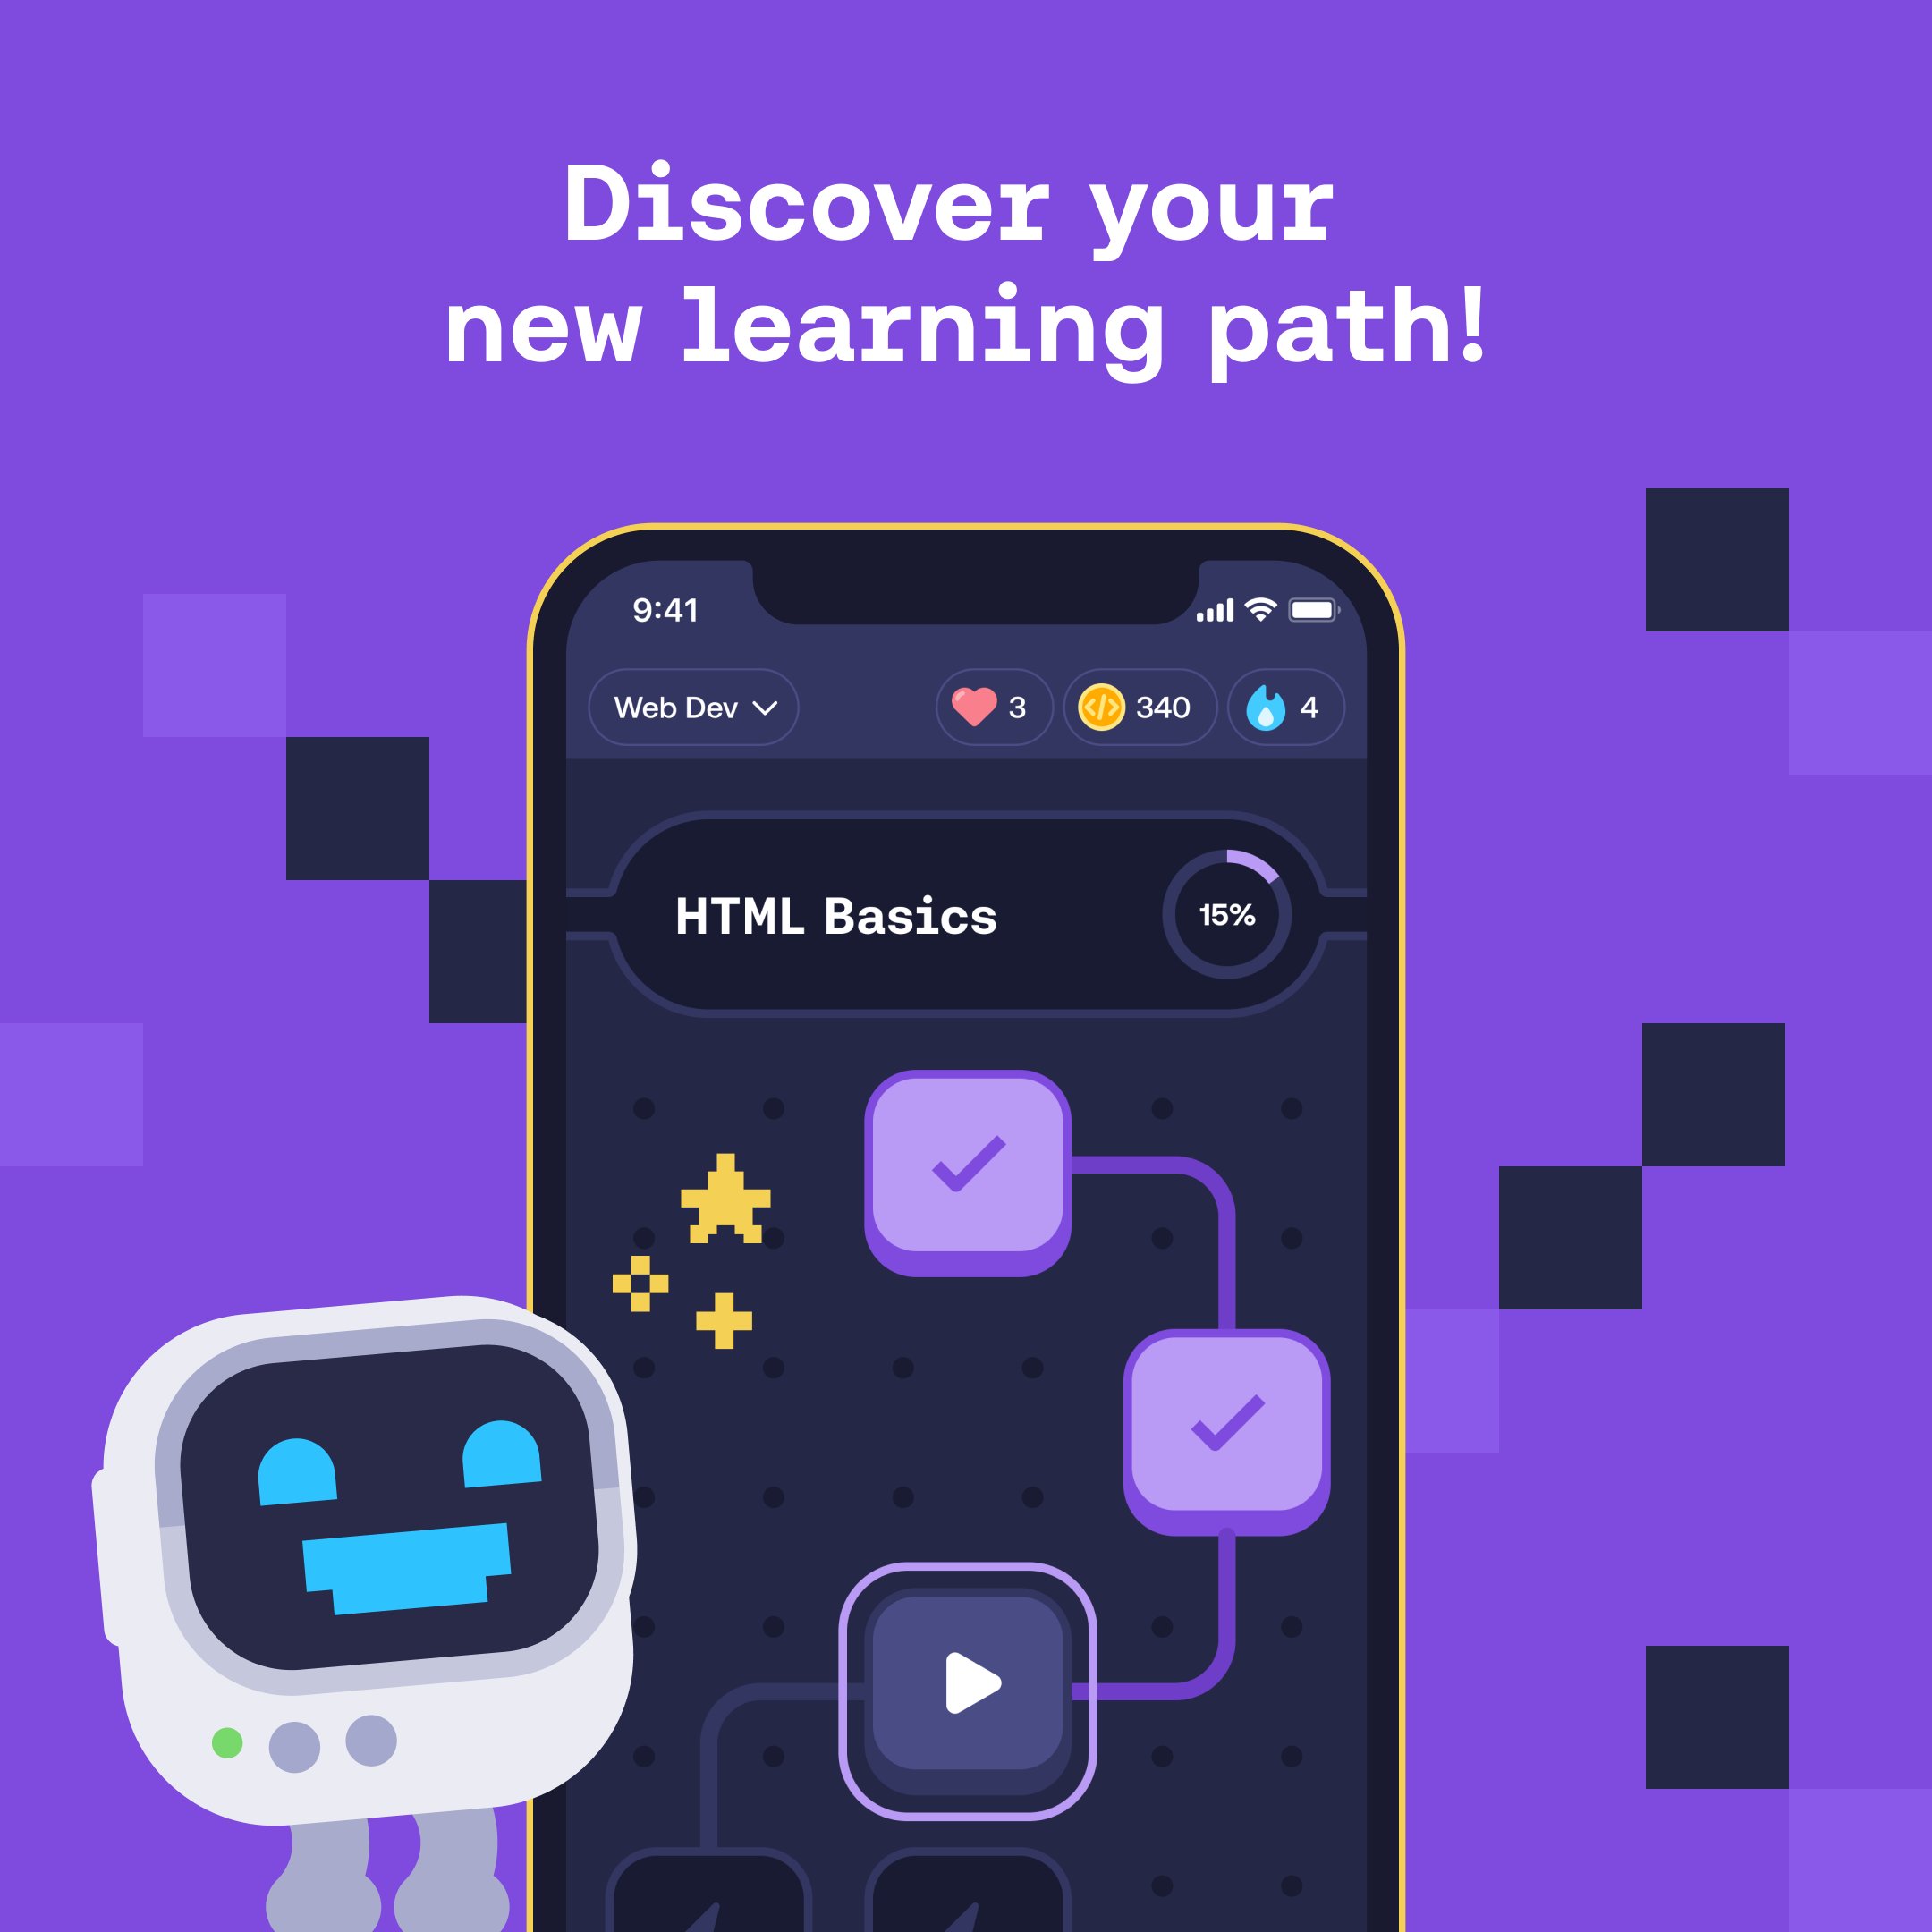 Discover your
new learning path!
9:41
Web Dev 3 340 4
HTML Basics 15%